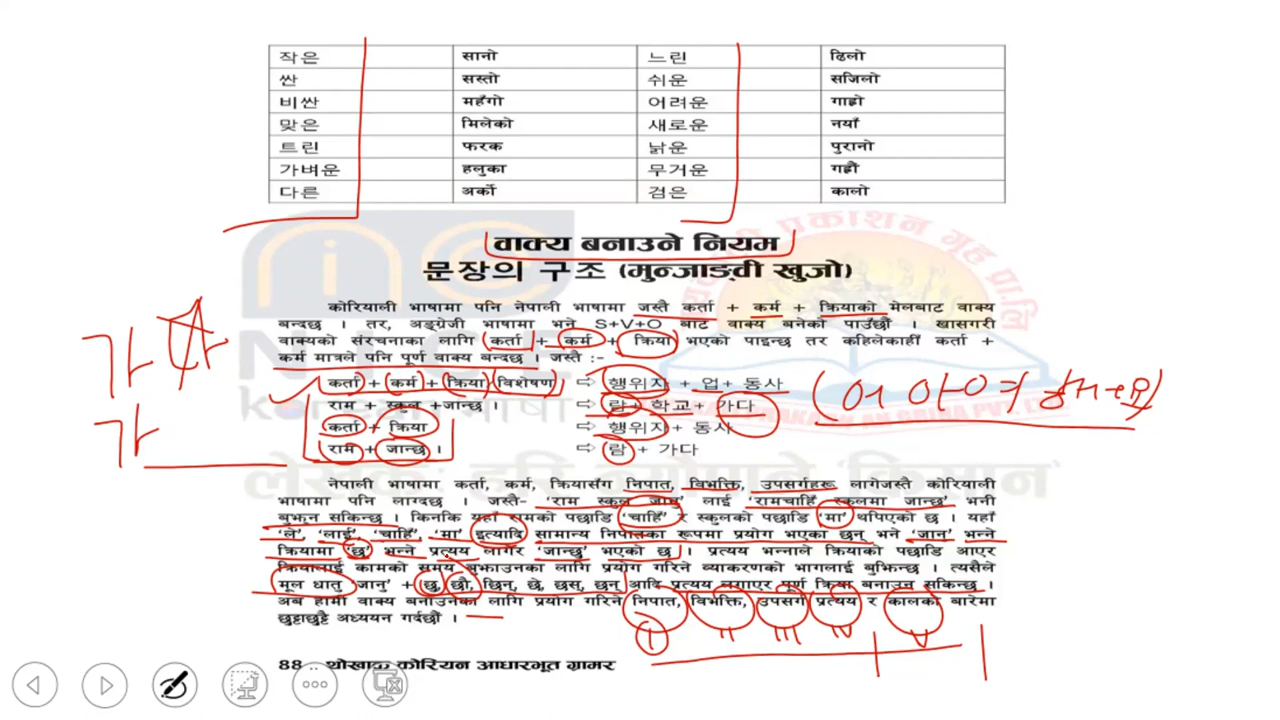 작은 सानो 느린 ढिलो
싼 सस्तो 쉬운 सजिलो
비싼 महँगो 어려운 गाह्रो
맞은 मिलेको 새로운 नयाँ
트린 फरक 낡운 पुरानो
가벼운 हलुका 무거운 गह्रौं
다른 अर्को 검은 कालो
वाक्य बनाउने नियम
문장의 구조 (मुन्जाङ्वी खुजो)
कोरियाली भाषामा पनि नेपाली भाषामा जस्तै कर्ता + कर्म + क्रियाको मेलबाट वाक्य
बन्दछ । तर, अङ्ग्रेजी भाषामा भने S+V+O बाट वाक्य बनेको पाउँछौं । खासगरी
वाक्यको संरचनाका लागि कर्ता + कर्म + क्रिया भएको पाइन्छ तर कहिलेकाहीं कर्ता +
कर्म मात्रले पनि पूर्ण वाक्य बन्दछ । जस्तै :-
कर्ता + कर्म + क्रिया विशेषण ⇨ 행위자 + 업 + 동사
राम + स्कुल +जान्छ । ⇨ 람 + 학교 + 가다
कर्ता + क्रिया ⇨ 행위자 + 동사
राम + जान्छ । ⇨ 람 + 가다
가
가
नेपाली भाषामा कर्ता, कर्म, क्रियासँग निपात, विभक्ति, उपसर्गहरू लागेजस्तै कोरियाली
भाषामा पनि लाग्दछ । जस्तै- 'राम स्कूल जानु' लाई 'रामचाहिँ स्कूलमा जान्छ' भनी
बुझ्न सकिन्छ । किनकि यहाँ रामको पछाडि 'चाहिँ' र स्कुलको पछाडि 'मा' थपिएको छ । यहाँ
'ले', 'लाई', 'चाहिँ', 'मा' इत्यादि सामान्य निपातका रूपमा प्रयोग भएका छन् भने 'जानु' भन्ने
क्रियामा 'छ' भन्ने प्रत्यय लागेर 'जान्छ' भएको छ । प्रत्यय भन्नाले क्रियाको पछाडि आएर
क्रियालाई कामको समय बुझाउनका लागि प्रयोग गरिने व्याकरणको भागलाई बुझिन्छ । त्यसैले
मूल धातु 'जानु' + (छु, छौ, छिन्, छे, छस्, छन्) आदि प्रत्यय लगाएर पूर्ण क्रिया बनाउन सकिन्छ ।
अब हामी वाक्य बनाउनका लागि प्रयोग गरिने निपात, विभक्ति, उपसर्ग प्रत्यय र कालका बारेमा
छुट्टाछुट्टै अध्ययन गर्दछौं ।
I II III IV V
88 .. थोखाक कोरियन आधारभूत ग्रामर